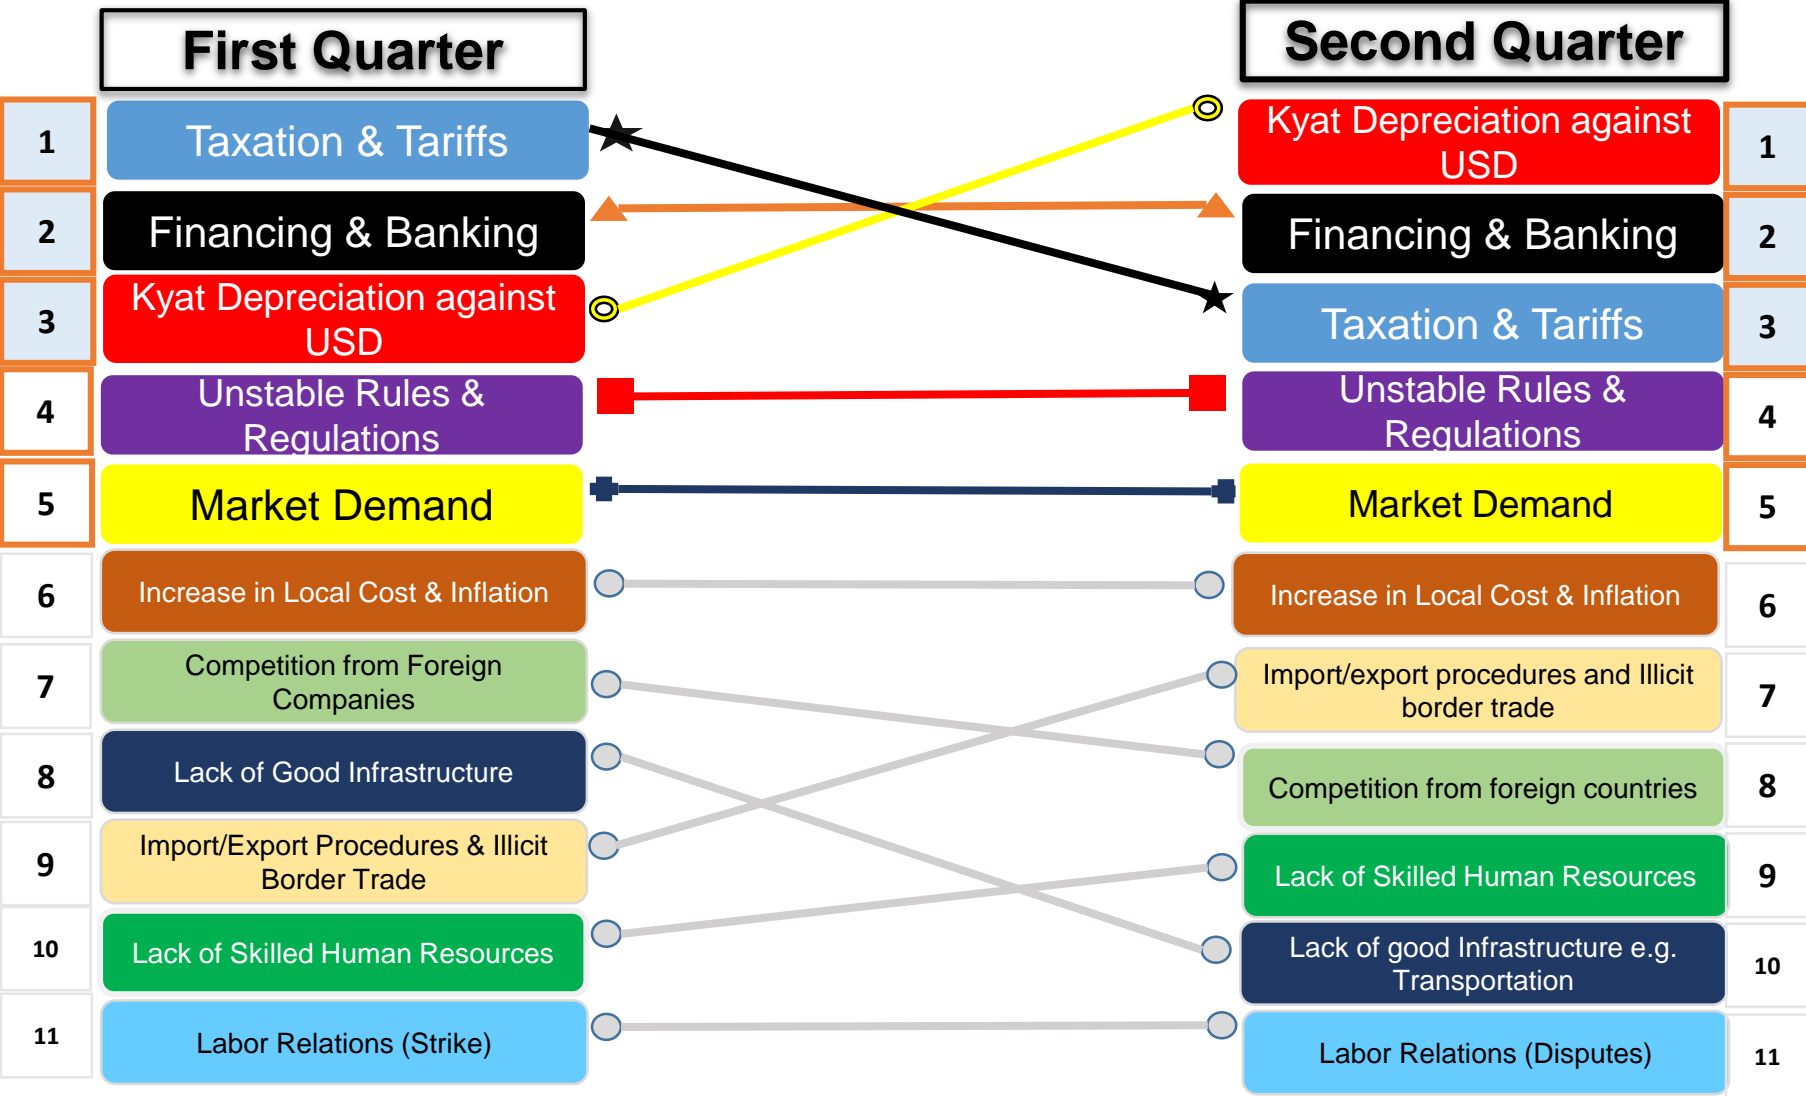 First Quarter
Second Quarter
1
Taxation & Tariffs
Kyat Depreciation against
USD
1
2
Financing & Banking
Financing & Banking
2
3
Kyat Depreciation against
USD
Taxation & Tariffs
3
4
Unstable Rules &
Regulations
Unstable Rules &
Regulations
4
5
Market Demand
Market Demand
5
6
Increase in Local Cost & Inflation
Increase in Local Cost & Inflation
6
7
Competition from Foreign
Companies
Import/export procedures and Illicit
border trade
7
8
Lack of Good Infrastructure
Competition from foreign countries
8
9
Import/Export Procedures & Illicit
Border Trade
Lack of Skilled Human Resources
9
10
Lack of Skilled Human Resources
Lack of good Infrastructure e.g.
Transportation
10
11
Labor Relations (Strike)
Labor Relations (Disputes)
11